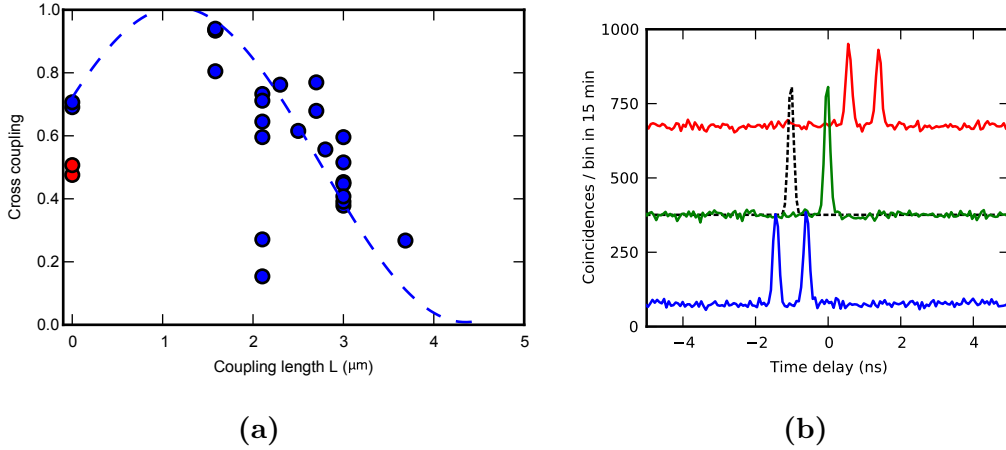 1.0
0.8
0.6
0.4
0.2
0.0
Cross coupling
0 1 2 3 4 5
Coupling length L (μm)
(a)
1000
750
500
250
0
Coincidences / bin in 15 min
−4 −2 0 2 4
Time delay (ns)
(b)